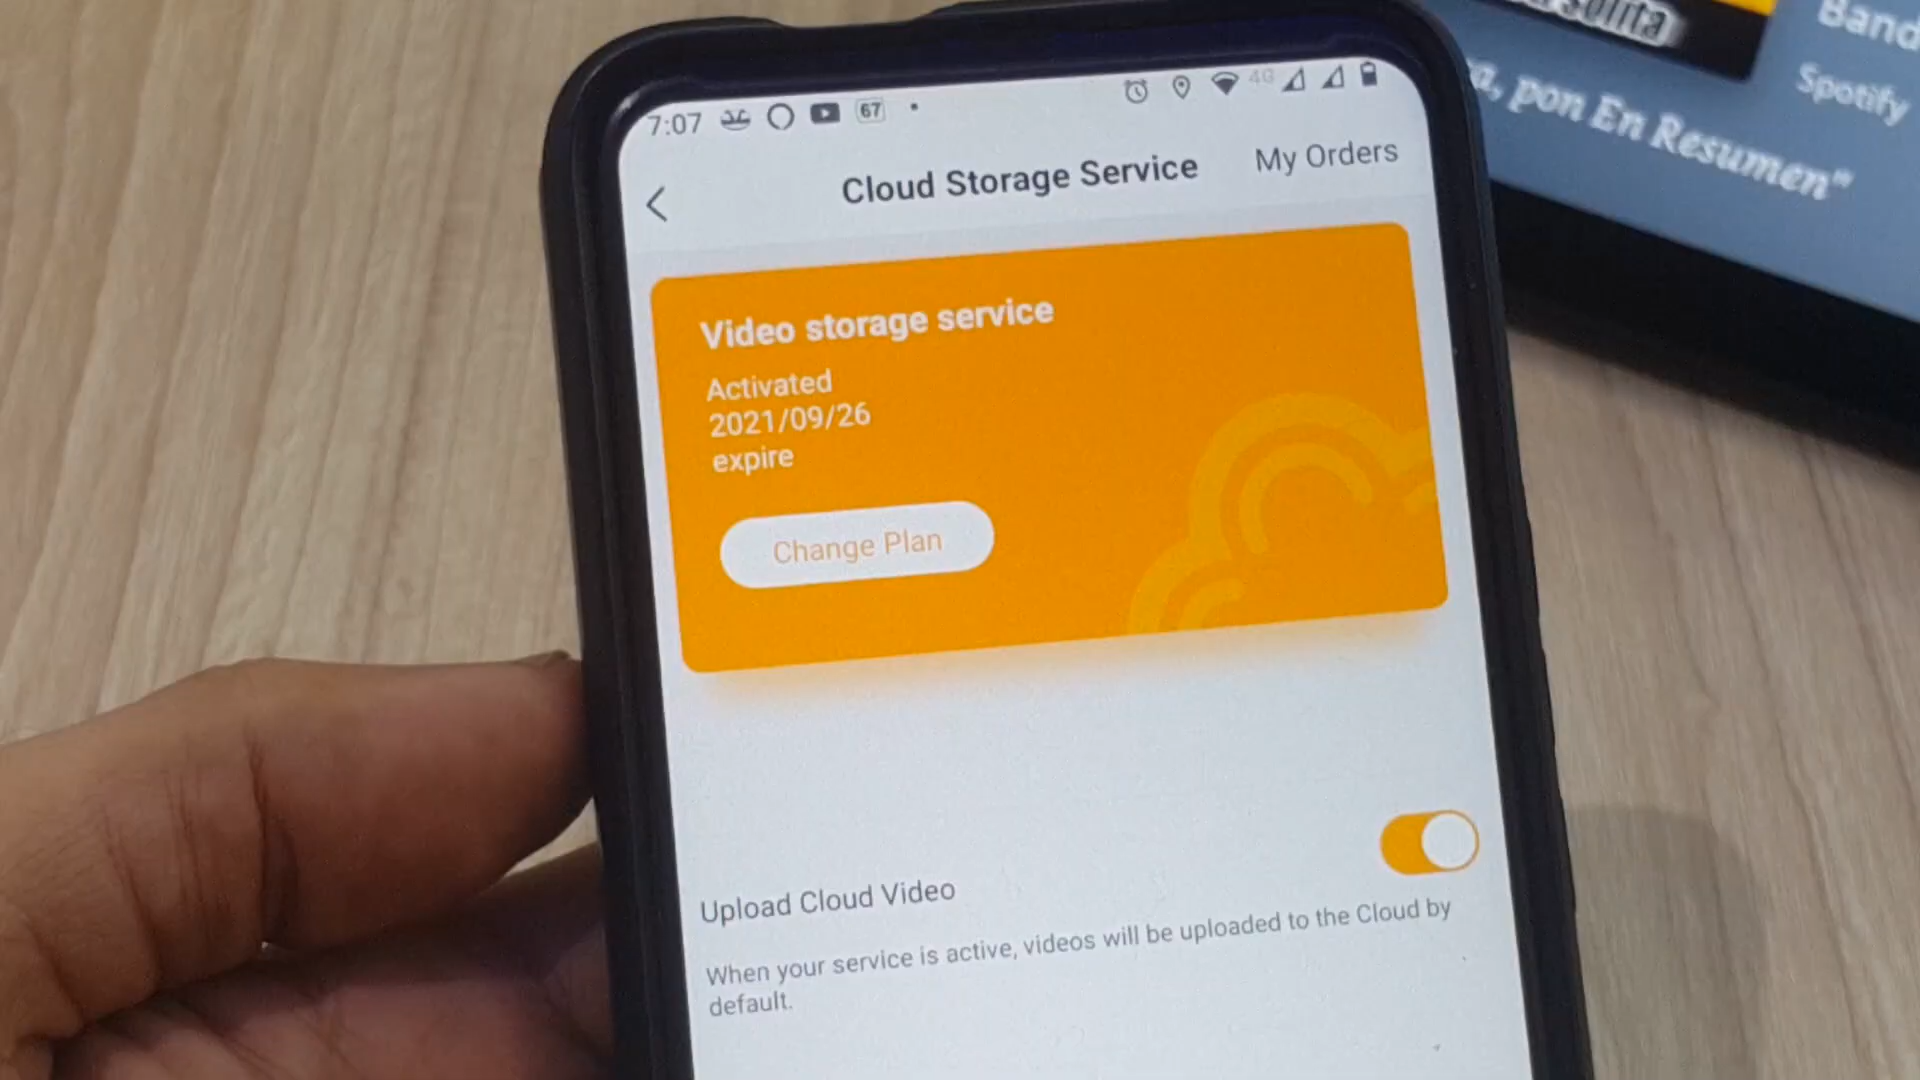 7:07
67
4G
Cloud Storage Service
My Orders
Video storage service
Activated
2021/09/26
expire
Change Plan
Upload Cloud Video
When your service is active, videos will be uploaded to the Cloud by
default.
Band
Spotify
pon En Resumen"